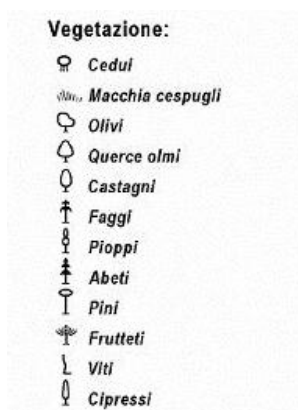 Vegetazione:
Cedui
Macchia cespugli
Olivi
Querce olmi
Castagni
Faggi
Pioppi
Abeti
Pini
Frutteti
Viti
Cipressi